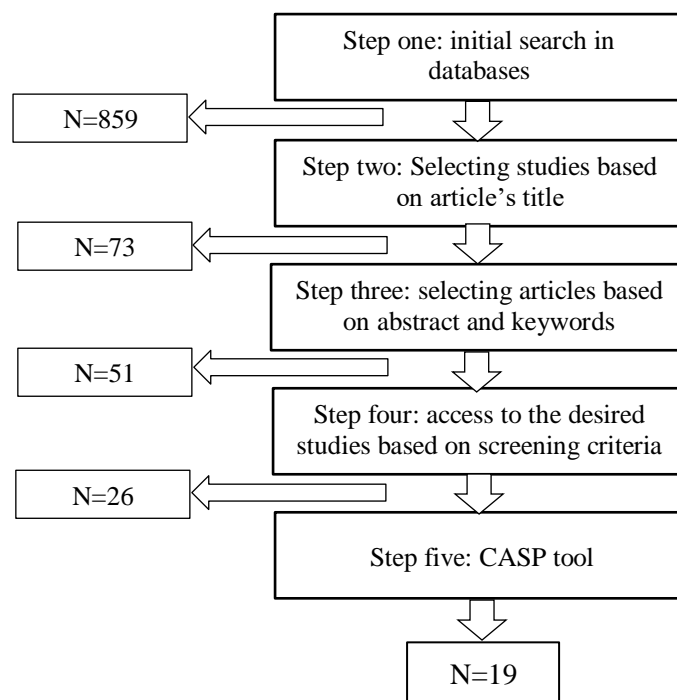 Step one: initial search in
databases
N=859
Step two: Selecting studies based
on article’s title
N=73
Step three: selecting articles based
on abstract and keywords
N=51
Step four: access to the desired
studies based on screening criteria
N=26
Step five: CASP tool
N=19